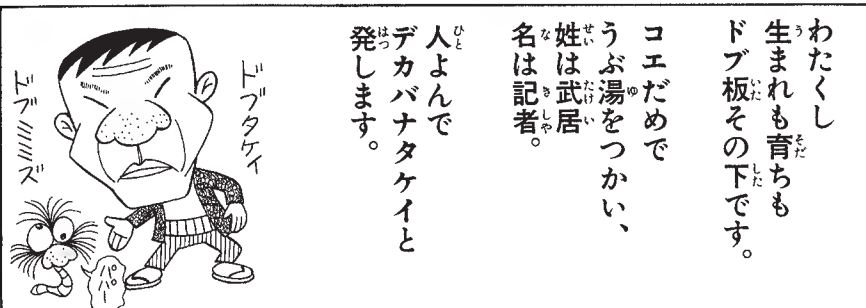 わたくし
生まれも育ちも
ドブ板その下です。
コエだめで
うぶ湯をつかい、
姓は武居
名は記者。
人よんで
デカバナタケイと
発します。
ドブタケイ
ドブミミズ
パパー